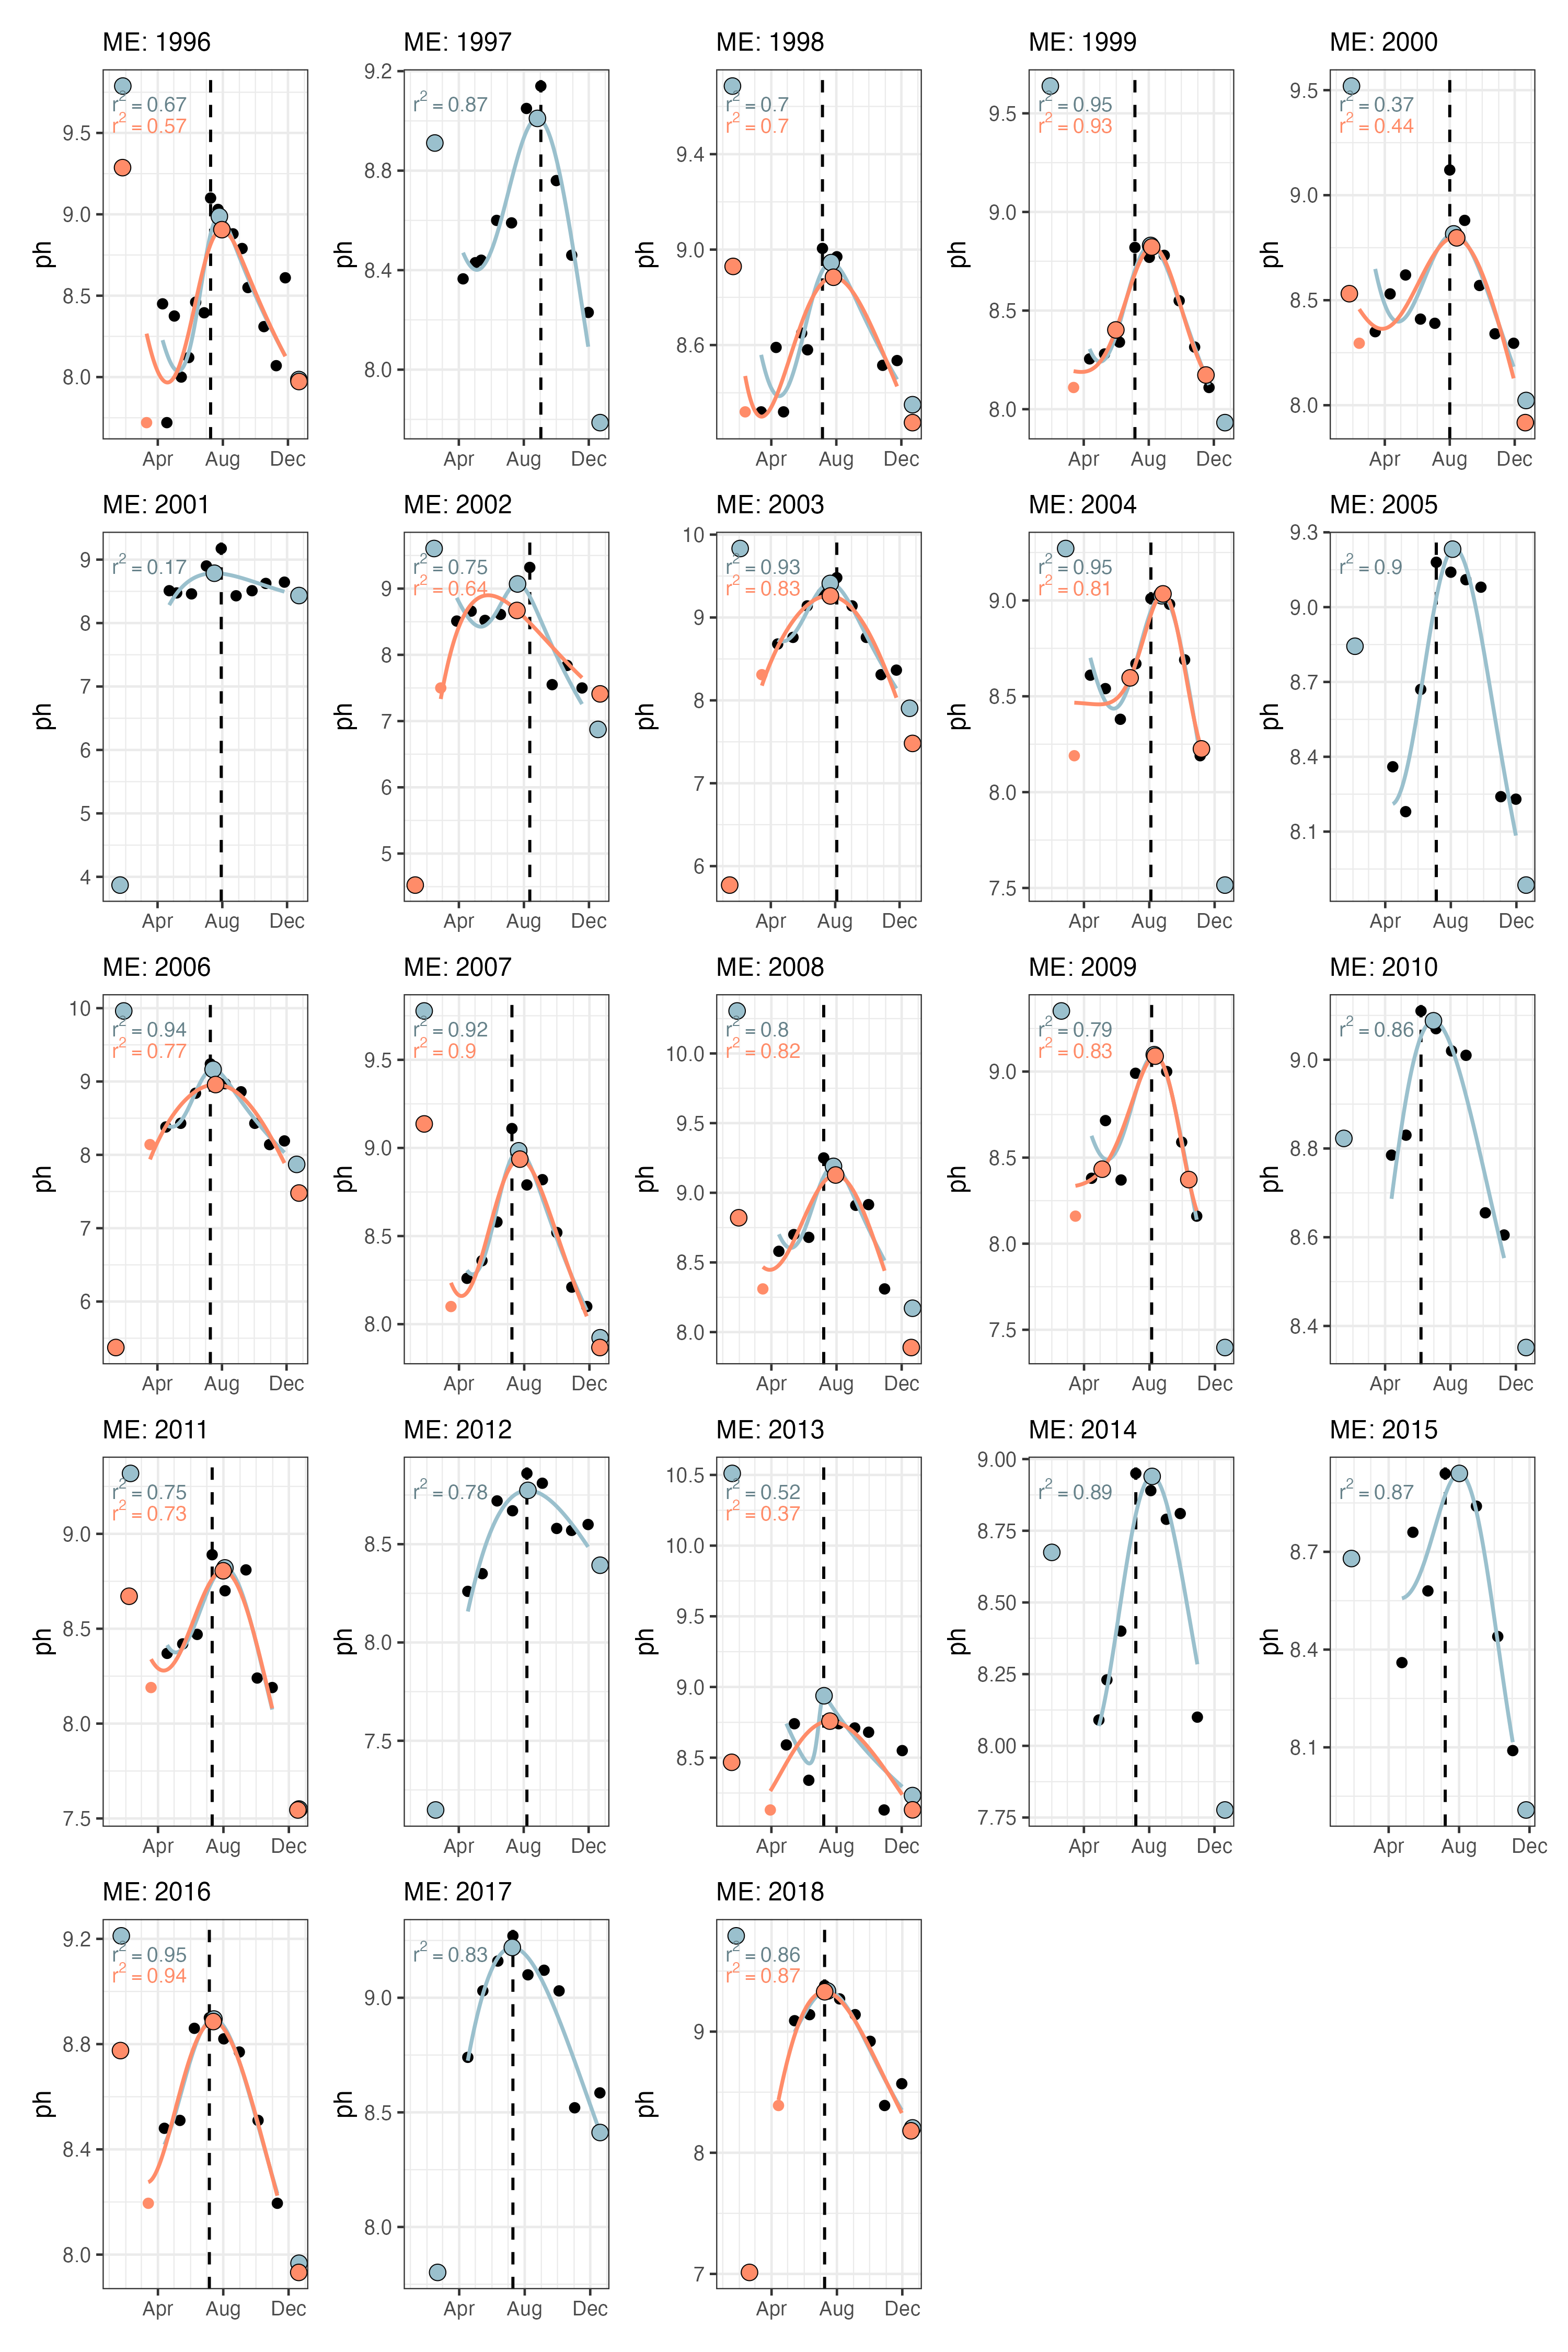 ME: 1996
9.5
9.0
8.5
8.0
ph
r² = 0.67
r² = 0.57
Apr Aug Dec
ME: 1997
9.2
8.8
8.4
8.0
ph
r² = 0.87
Apr Aug Dec
ME: 1998
9.4
9.0
8.6
ph
r² = 0.7
r² = 0.7
Apr Aug Dec
ME: 1999
9.5
9.0
8.5
8.0
ph
r² = 0.95
r² = 0.93
Apr Aug Dec
ME: 2000
9.5
9.0
8.5
8.0
ph
r² = 0.37
r² = 0.44
Apr Aug Dec
ME: 2001
9
8
7
6
5
4
ph
r² = 0.17
Apr Aug Dec
ME: 2002
9
8
7
6
5
ph
r² = 0.75
r² = 0.64
Apr Aug Dec
ME: 2003
10
9
8
7
6
ph
r² = 0.93
r² = 0.83
Apr Aug Dec
ME: 2004
9.0
8.5
8.0
7.5
ph
r² = 0.95
r² = 0.81
Apr Aug Dec
ME: 2005
9.3
9.0
8.7
8.4
8.1
ph
r² = 0.9
Apr Aug Dec
ME: 2006
10
9
8
7
6
ph
r² = 0.94
r² = 0.77
Apr Aug Dec
ME: 2007
9.5
9.0
8.5
8.0
ph
r² = 0.92
r² = 0.9
Apr Aug Dec
ME: 2008
10.0
9.5
9.0
8.5
8.0
ph
r² = 0.8
r² = 0.82
Apr Aug Dec
ME: 2009
9.0
8.5
8.0
7.5
ph
r² = 0.79
r² = 0.83
Apr Aug Dec
ME: 2010
9.0
8.8
8.6
8.4
ph
r² = 0.86
Apr Aug Dec
ME: 2011
9.0
8.5
8.0
7.5
ph
r² = 0.75
r² = 0.73
Apr Aug Dec
ME: 2012
8.5
8.0
7.5
ph
r² = 0.78
Apr Aug Dec
ME: 2013
10.5
10.0
9.5
9.0
8.5
ph
r² = 0.52
r² = 0.37
Apr Aug Dec
ME: 2014
9.00
8.75
8.50
8.25
8.00
7.75
ph
r² = 0.89
Apr Aug Dec
ME: 2015
8.7
8.4
8.1
ph
r² = 0.87
Apr Aug Dec
ME: 2016
9.2
8.8
8.4
8.0
ph
r² = 0.95
r² = 0.94
Apr Aug Dec
ME: 2017
9.0
8.5
8.0
ph
r² = 0.83
Apr Aug Dec
ME: 2018
9
8
7
ph
r² = 0.86
r² = 0.87
Apr Aug Dec